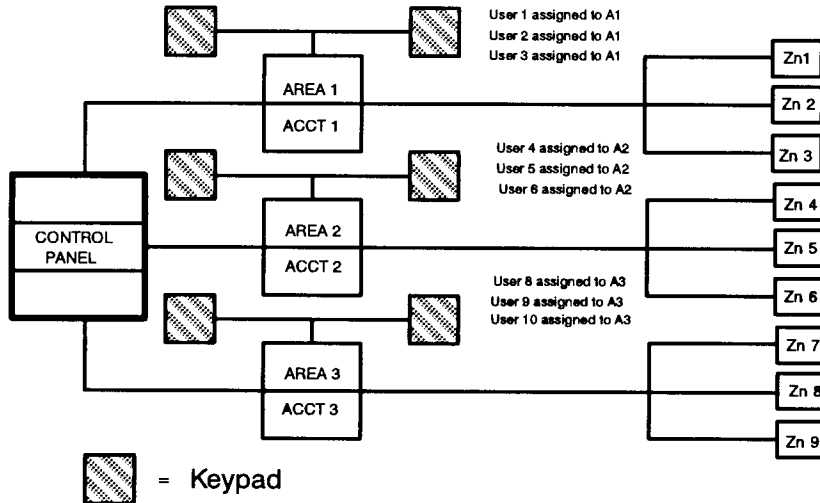 User 1 assigned to A1
User 2 assigned to A1
User 3 assigned to A1
AREA 1
ACCT 1
Zn1
Zn 2
Zn 3
User 4 assigned to A2
User 5 assigned to A2
User 6 assigned to A2
CONTROL
PANEL
AREA 2
ACCT 2
Zn 4
Zn 5
Zn 6
User 8 assigned to A3
User 9 assigned to A3
User 10 assigned to A3
AREA 3
ACCT 3
Zn 7
Zn 8
Zn 9
= Keypad